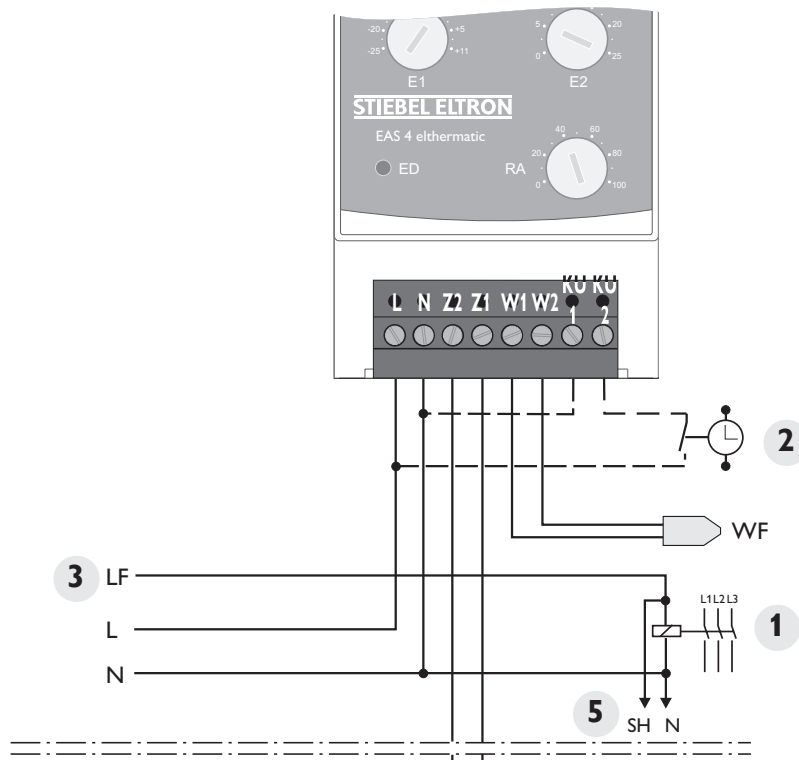 -20 +5 5 20
-25 +11 0 25
E1 E2
STIEBEL ELTRON
EAS 4 elthermatic
40 60
ED RA 20 80
0 100
L N Z2 Z1 W1 W2 KU 1 KU 2
2
WF
3 LF
L1 L2 L3
L
1
N
5 SH N